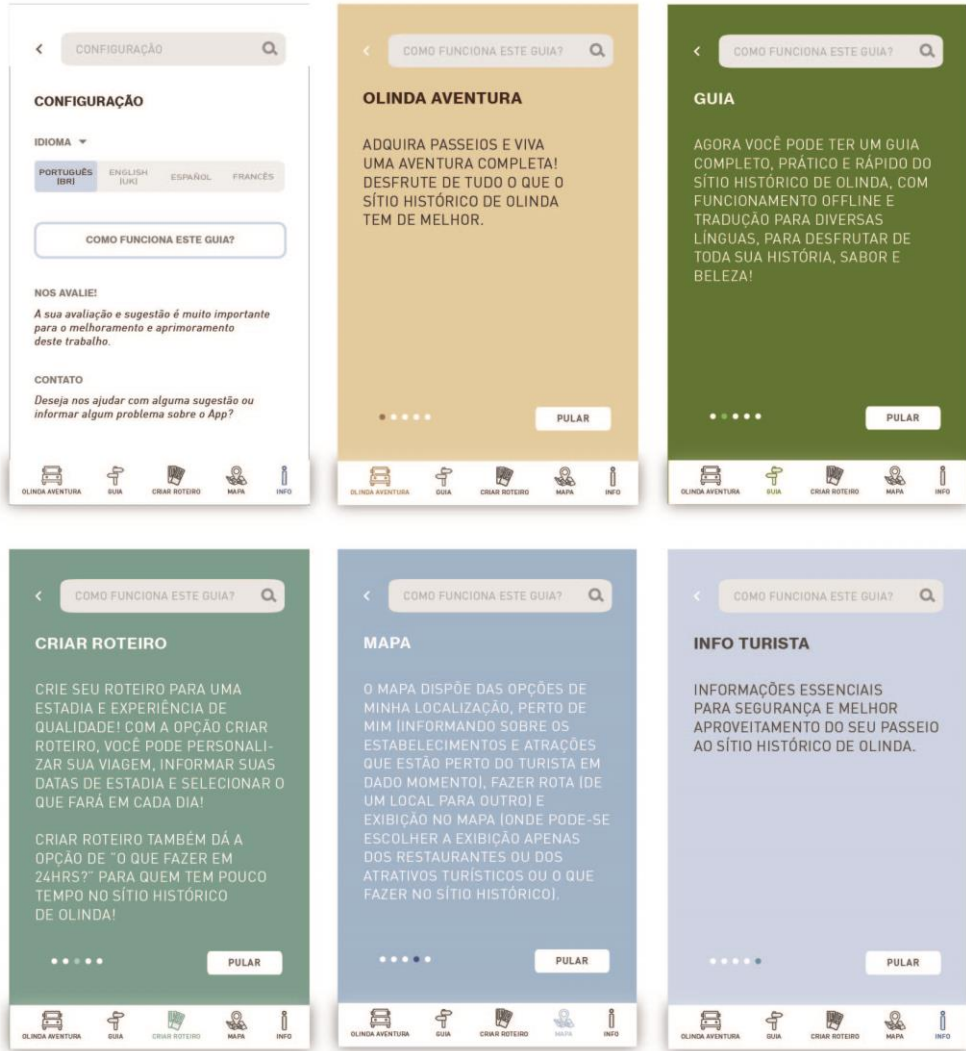 CONFIGURAÇÃO
CONFIGURAÇÃO
IDIOMA
PORTUGUÊS [BR] ENGLISH [UK] ESPAÑOL FRANCÊS
COMO FUNCIONA ESTE GUIA?
NOS AVALIE!
A sua avaliação e sugestão é muito importante
para o melhoramento e aprimoramento
deste trabalho.
CONTATO
Deseja nos ajudar com alguma sugestão ou
informar algum problema sobre o App?
OLINDA AVENTURA GUIA CRIAR ROTEIRO MAPA INFO
COMO FUNCIONA ESTE GUIA?
OLINDA AVENTURA
ADQUIRA PASSEIOS E VIVA
UMA AVENTURA COMPLETA!
DESFRUTE DE TUDO O QUE O
SÍTIO HISTÓRICO DE OLINDA
TEM DE MELHOR.
PULAR
OLINDA AVENTURA GUIA CRIAR ROTEIRO MAPA INFO
COMO FUNCIONA ESTE GUIA?
GUIA
AGORA VOCÊ PODE TER UM GUIA
COMPLETO, PRÁTICO E RÁPIDO DO
SÍTIO HISTÓRICO DE OLINDA, COM
FUNCIONAMENTO OFFLINE E
TRADUÇÃO PARA DIVERSAS
LÍNGUAS, PARA DESFRUTAR DE
TODA SUA HISTÓRIA, SABOR E
BELEZA!
PULAR
OLINDA AVENTURA GUIA CRIAR ROTEIRO MAPA INFO
COMO FUNCIONA ESTE GUIA?
CRIAR ROTEIRO
CRIE SEU ROTEIRO PARA UMA
ESTADIA E EXPERIÊNCIA DE
QUALIDADE! COM A OPÇÃO CRIAR
ROTEIRO, VOCÊ PODE PERSONALI-
ZAR SUA VIAGEM, INFORMAR SUAS
DATAS DE ESTADIA E SELECIONAR O
QUE FARÁ EM CADA DIA!
CRIAR ROTEIRO TAMBÉM DÁ A
OPÇÃO DE "O QUE FAZER EM
24HRS?" PARA QUEM TEM POUCO
TEMPO NO SÍTIO HISTÓRICO
DE OLINDA!
PULAR
OLINDA AVENTURA GUIA CRIAR ROTEIRO MAPA INFO
COMO FUNCIONA ESTE GUIA?
MAPA
O MAPA DISPÕE DAS OPÇÕES DE
MINHA LOCALIZAÇÃO, PERTO DE
MIM (INFORMANDO SOBRE OS
ESTABELECIMENTOS E ATRAÇÕES
QUE ESTÃO PERTO DO TURISTA EM
DADO MOMENTO), FAZER ROTA (DE
UM LOCAL PARA OUTRO) E
EXIBIÇÃO NO MAPA (ONDE PODE-SE
ESCOLHER A EXIBIÇÃO APENAS
DOS RESTAURANTES OU DOS
ATRATIVOS TURÍSTICOS OU O QUE
FAZER NO SÍTIO HISTÓRICO).
PULAR
OLINDA AVENTURA GUIA CRIAR ROTEIRO MAPA INFO
COMO FUNCIONA ESTE GUIA?
INFO TURISTA
INFORMAÇÕES ESSENCIAIS
PARA SEGURANÇA E MELHOR
APROVEITAMENTO DO SEU PASSEIO
AO SÍTIO HISTÓRICO DE OLINDA.
PULAR
OLINDA AVENTURA GUIA CRIAR ROTEIRO MAPA INFO